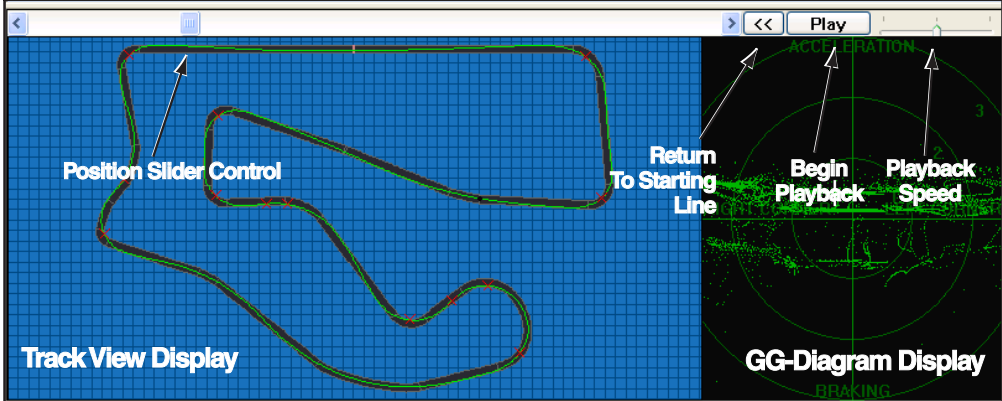 << Play
ACCELERATION
3
2
Position Slider Control
Return
To Starting
Line
Begin
Playback
Playback
Speed
Track View Display
GG-Diagram Display
BRAKING